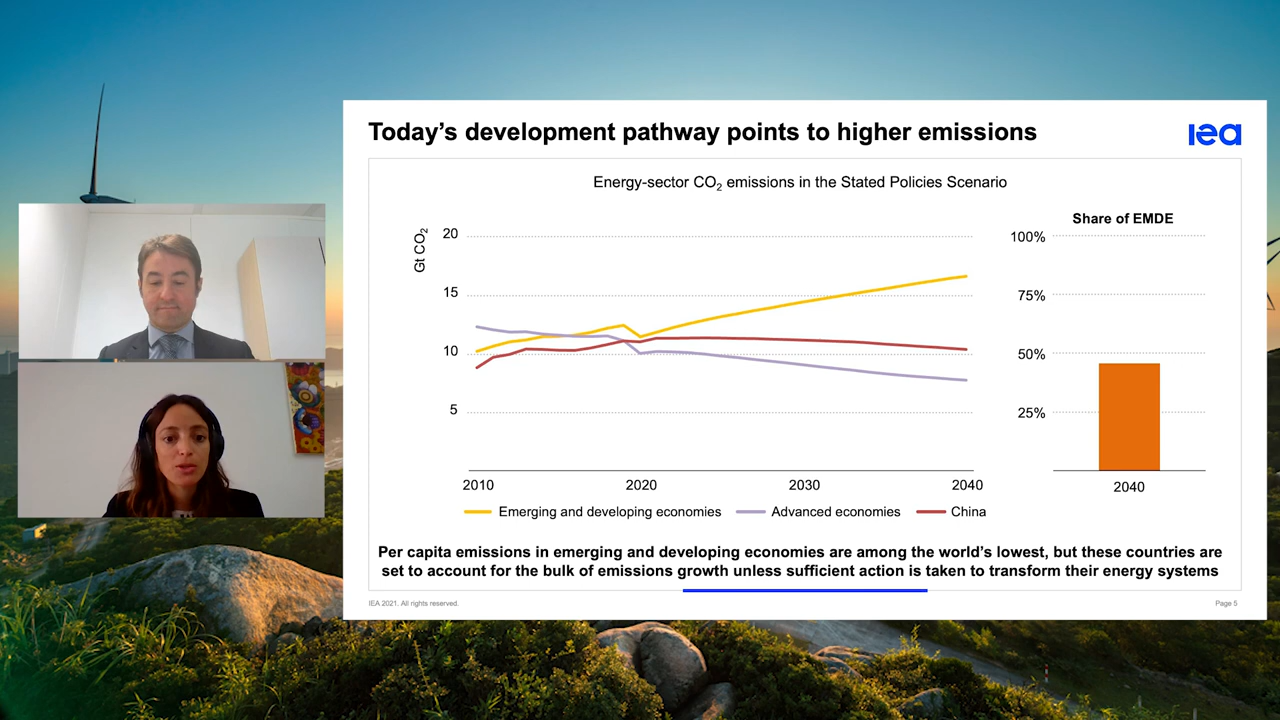 Today's development pathway points to higher emissions
iea
Energy-sector CO₂ emissions in the Stated Policies Scenario
Gt CO₂
20
15
10
5
2010 2020 2030 2040
Emerging and developing economies Advanced economies China
Share of EMDE
100%
75%
50%
25%
2040
Per capita emissions in emerging and developing economies are among the world's lowest, but these countries are
set to account for the bulk of emissions growth unless sufficient action is taken to transform their energy systems
IEA 2021. All rights reserved.
Page 5